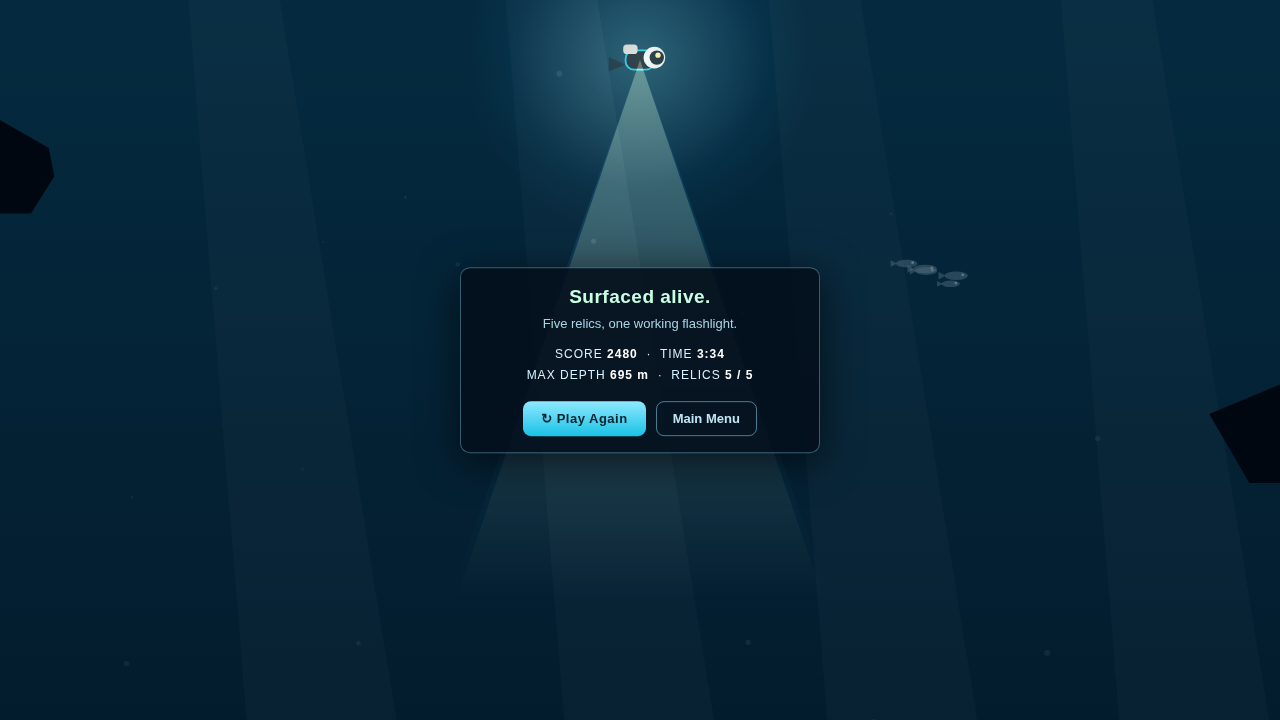 Surfaced alive.
Five relics, one working flashlight.
SCORE 2480 · TIME 3:34
MAX DEPTH 695 m · RELICS 5 / 5
↻ Play Again
Main Menu